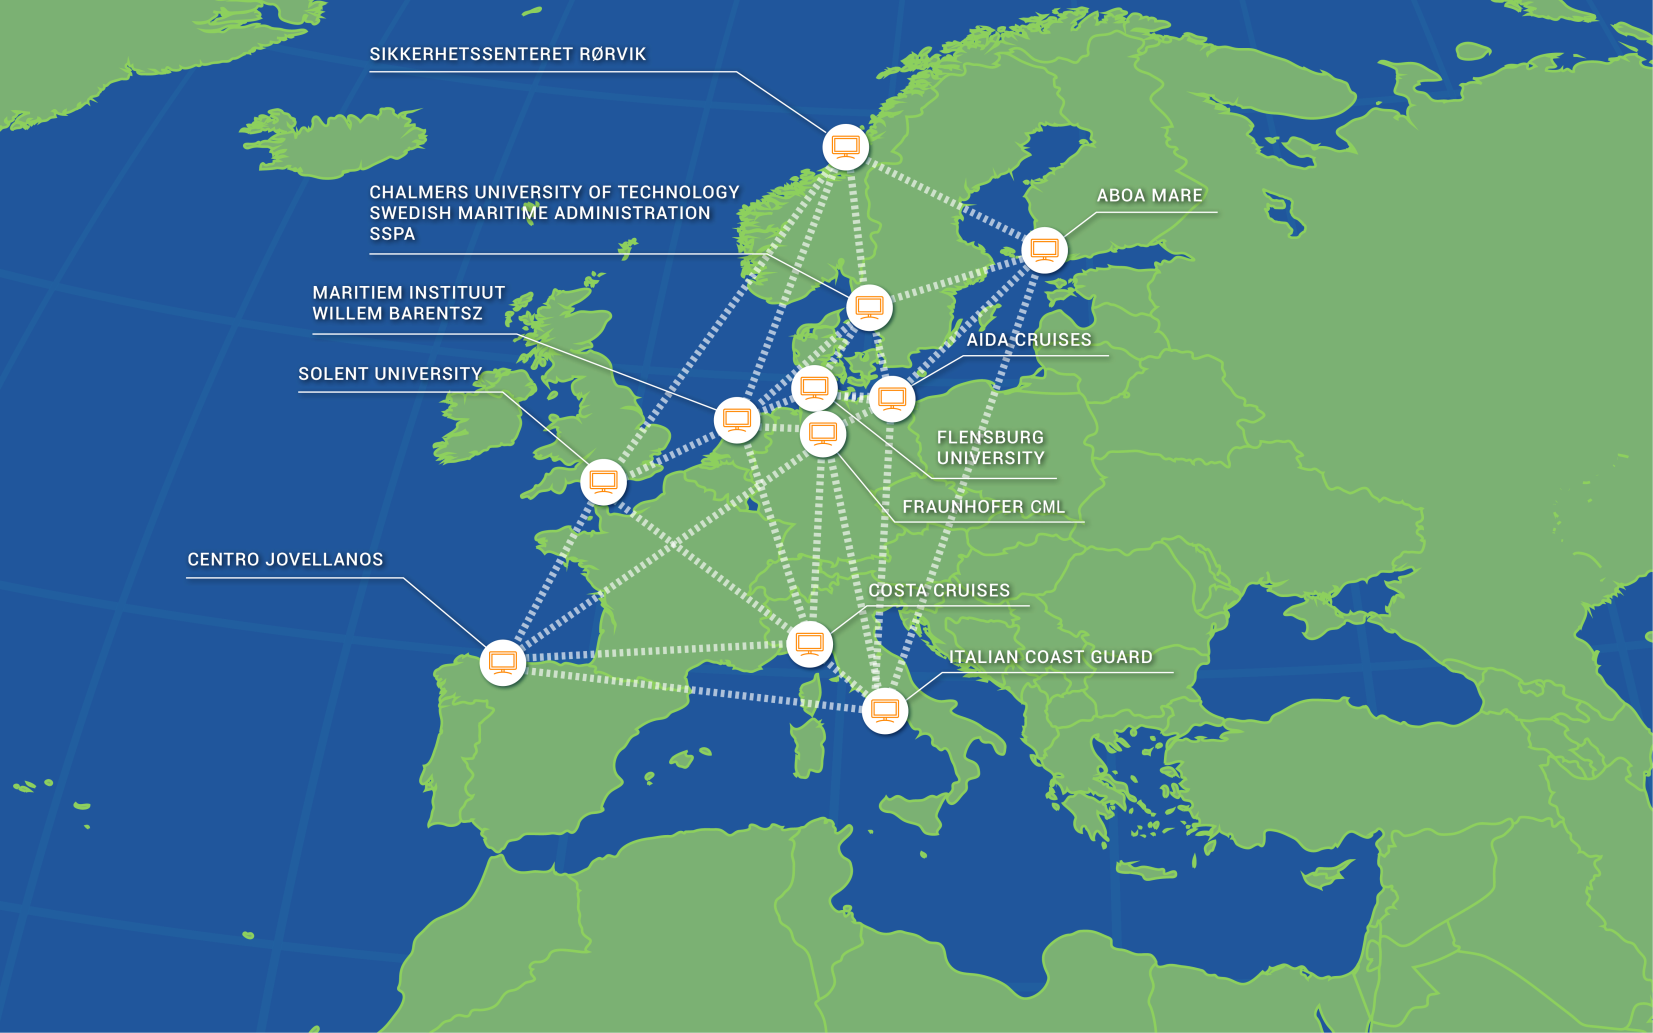 SIKKERHETSSENTERET RØRVIK
CHALMERS UNIVERSITY OF TECHNOLOGY
SWEDISH MARITIME ADMINISTRATION
SSPA
ABOA MARE
MARITIEM INSTITUUT
WILLEM BARENTSZ
AIDA CRUISES
SOLENT UNIVERSITY
FLENSBURG
UNIVERSITY
FRAUNHOFER CML
CENTRO JOVELLANOS
COSTA CRUISES
ITALIAN COAST GUARD